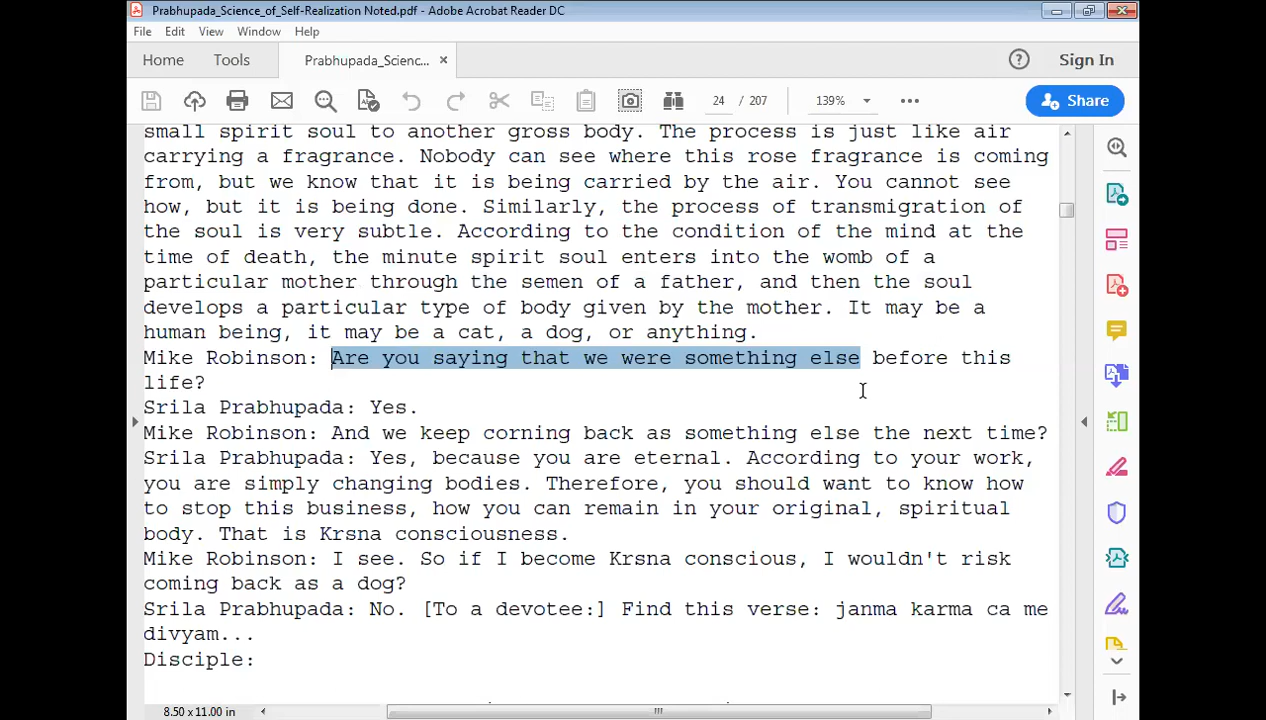 Prabhupada_Science_of_Self-Realization Noted.pdf - Adobe Acrobat Reader DC
File Edit View Window Help
Home Tools Prabhupada_Scienc... × ? Sign In
24 / 207 139% Share
small spirit soul to another gross body. The process is just like air
carrying a fragrance. Nobody can see where this rose fragrance is coming
from, but we know that it is being carried by the air. You cannot see
how, but it is being done. Similarly, the process of transmigration of
the soul is very subtle. According to the condition of the mind at the
time of death, the minute spirit soul enters into the womb of a
particular mother through the semen of a father, and then the soul
develops a particular type of body given by the mother. It may be a
human being, it may be a cat, a dog, or anything.
Mike Robinson: Are you saying that we were something else before this
life?
Srila Prabhupada: Yes.
Mike Robinson: And we keep corning back as something else the next time?
Srila Prabhupada: Yes, because you are eternal. According to your work,
you are simply changing bodies. Therefore, you should want to know how
to stop this business, how you can remain in your original, spiritual
body. That is Krsna consciousness.
Mike Robinson: I see. So if I become Krsna conscious, I wouldn't risk
coming back as a dog?
Srila Prabhupada: No. [To a devotee:] Find this verse: janma karma ca me
divyam...
Disciple:
8.50 x 11.00 in